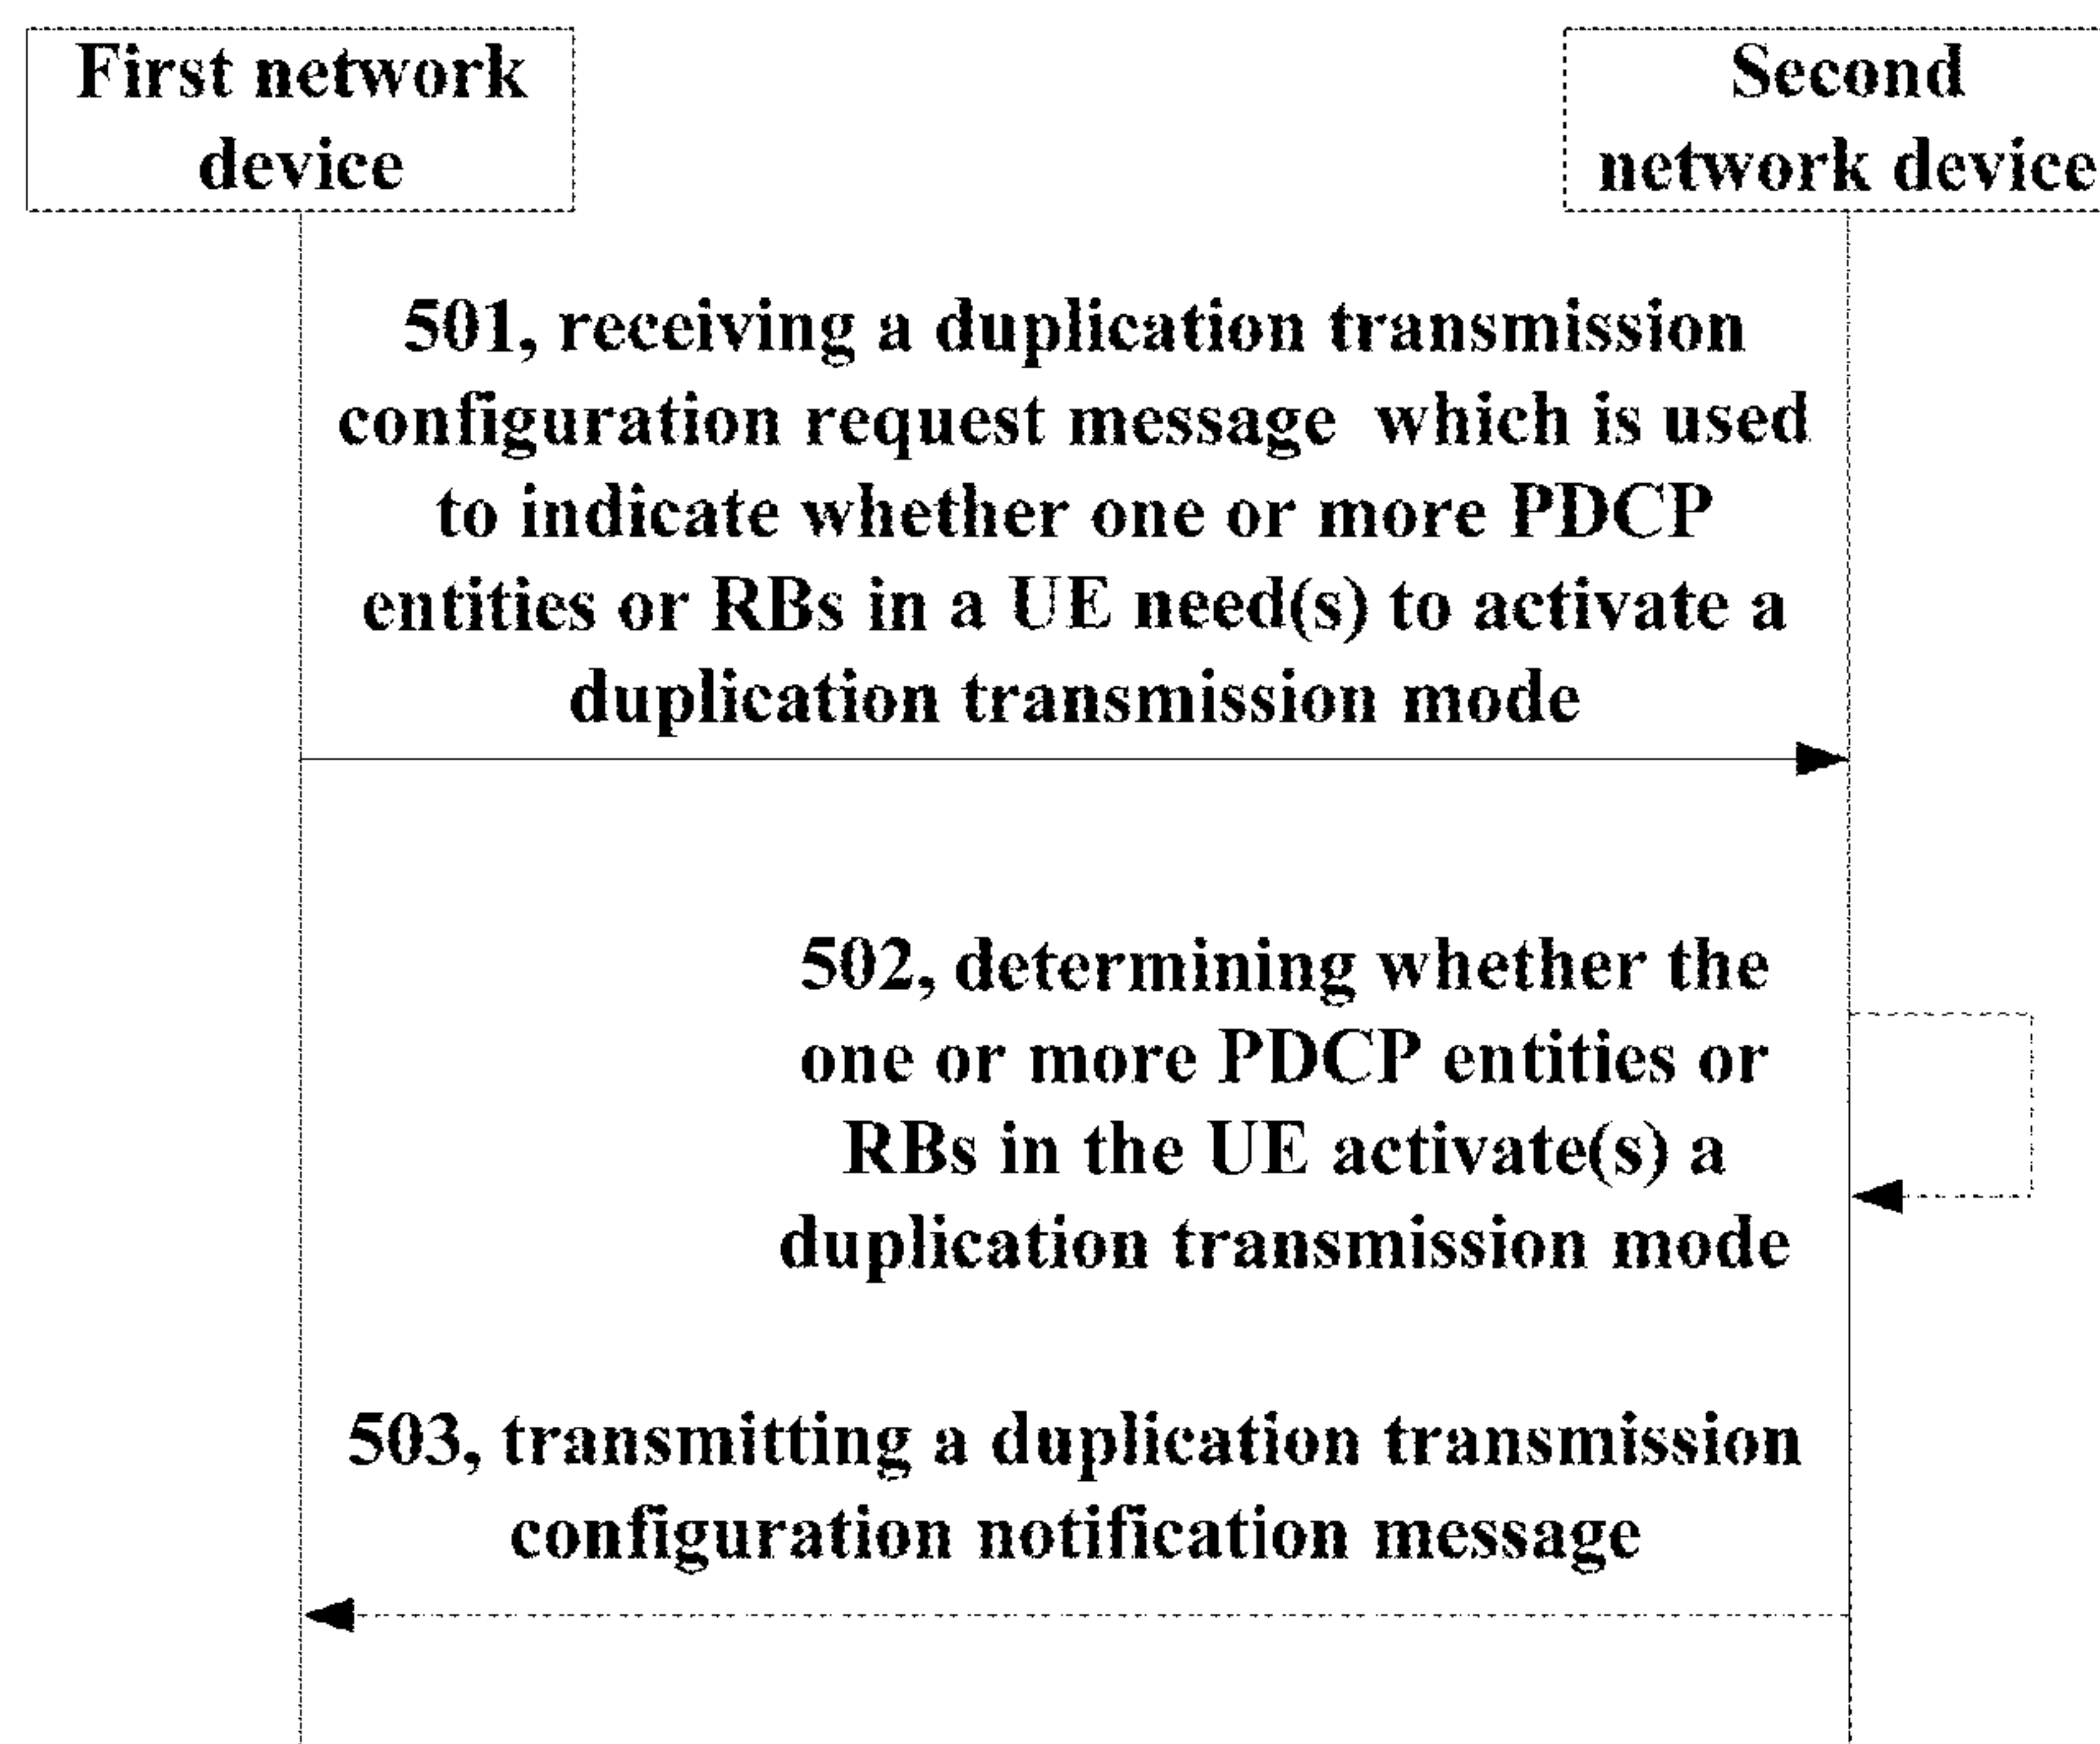 First network
device
Second
network device
501, receiving a duplication transmission
configuration request message which is used
to indicate whether one or more PDCP
entities or RBs in a UE need(s) to activate a
duplication transmission mode
502, determining whether the
one or more PDCP entities or
RBs in the UE activate(s) a
duplication transmission mode
503, transmitting a duplication transmission
configuration notification message